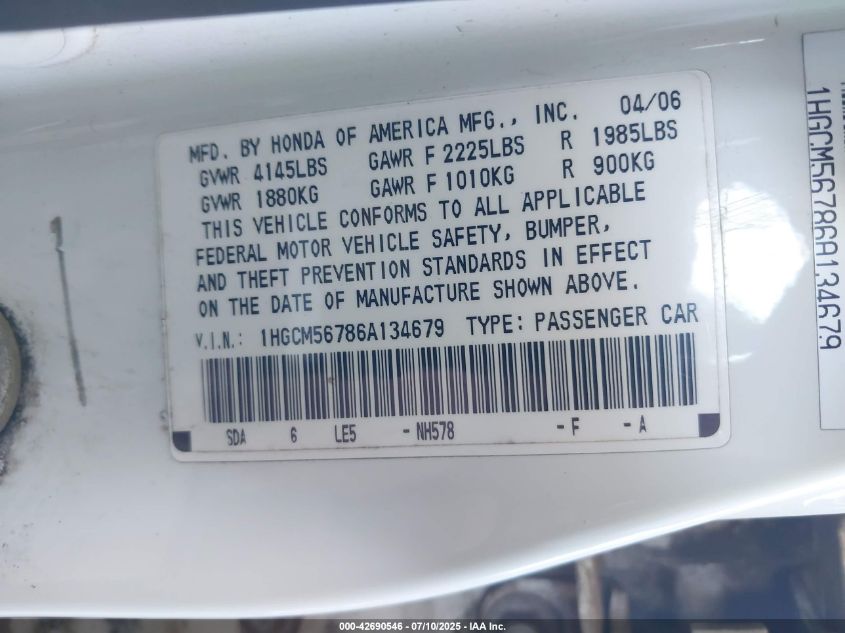 MFD. BY HONDA OF AMERICA MFG., INC. 04/06
GVWR 4145LBS GAWR F 2225LBS R 1985LBS
GVWR 1880KG GAWR F 1010KG R 900KG
THIS VEHICLE CONFORMS TO ALL APPLICABLE
FEDERAL MOTOR VEHICLE SAFETY, BUMPER,
AND THEFT PREVENTION STANDARDS IN EFFECT
ON THE DATE OF MANUFACTURE SHOWN ABOVE.
V.I.N.: 1HGCM56786A134679 TYPE: PASSENGER CAR
SDA 6 LE5 - NH578 - F - A
1HGCM56786A134679
000-42690546 - 07/10/2025 - IAA Inc.